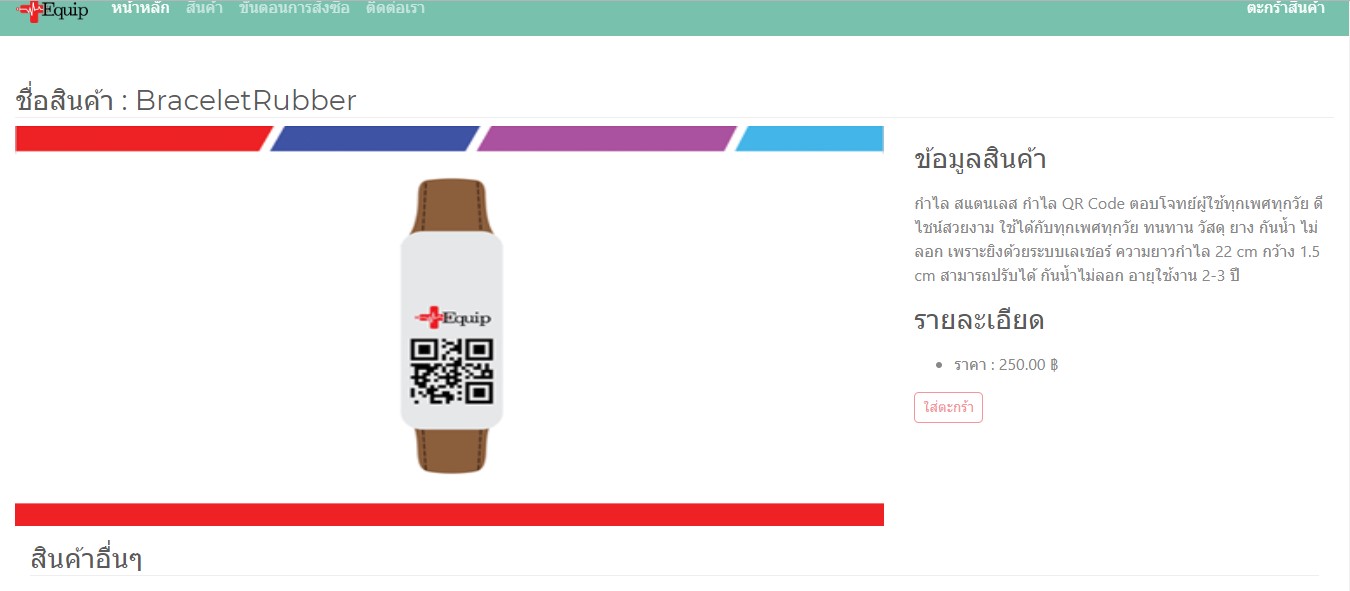 Equip หน้าหลัก สินค้า ขั้นตอนการสั่งซื้อ ติดต่อเรา ตะกร้าสินค้า
ชื่อสินค้า : BraceletRubber
Equip
ข้อมูลสินค้า
กำไล สแตนเลส กำไล QR Code ตอบโจทย์ผู้ใช้ทุกเพศทุกวัย ดี
ไซน์สวยงาม ใช้ได้กับทุกเพศทุกวัย ทนทาน วัสดุ ยาง กันน้ำ ไม่
ลอก เพราะยิงด้วยระบบเลเซอร์ ความยาวกำไล 22 cm กว้าง 1.5
cm สามารถปรับได้ กันน้ำไม่ลอก อายุใช้งาน 2-3 ปี
รายละเอียด
• ราคา : 250.00 ฿
ใส่ตะกร้า
สินค้าอื่นๆ